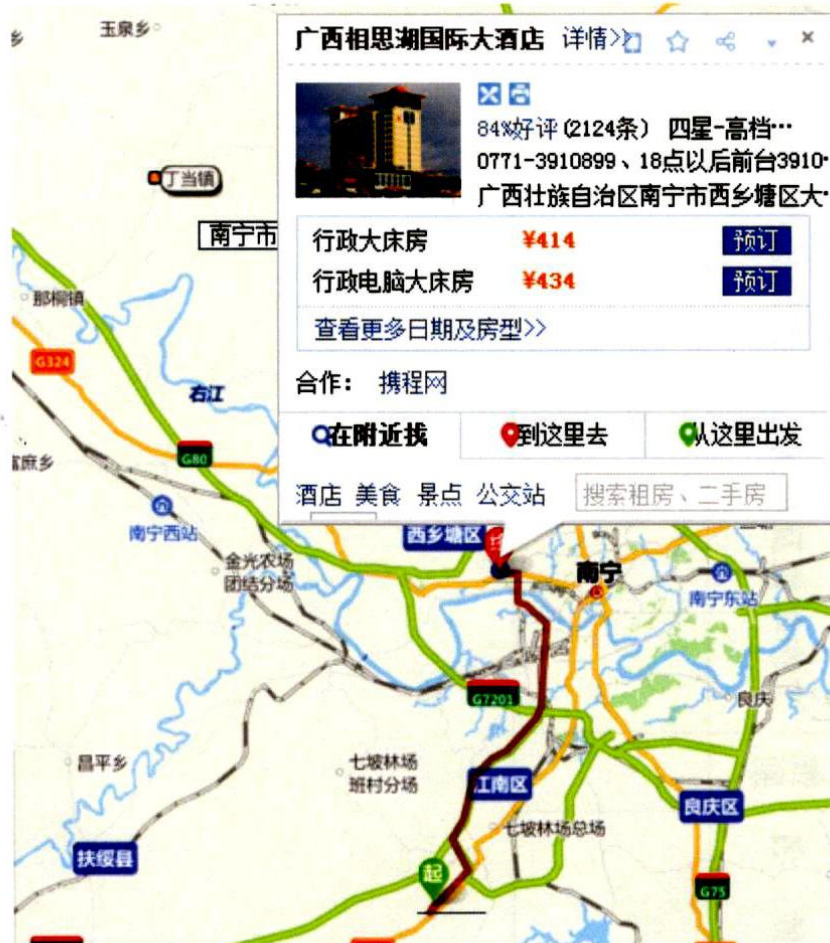 玉泉乡
广西相思湖国际大酒店 详情>>
84%好评(2124条) 四星-高档…
0771-3910899、18点以后前台3910
广西壮族自治区南宁市西乡塘区大
丁当镇
南宁市
行政大床房 ¥414 预订
行政电脑大床房 ¥434 预订
查看更多日期及房型>>
那桐镇
G324
右江
合作: 携程网
在附近找 到这里去 从这里出发
G80
富庶乡
酒店 美食 景点 公交站 搜索租房、二手房
南宁西站
西乡塘区
终
金光农场
团结分场
南宁
南宁东站
G7201
良庆
昌平乡
七坡林场
班村分场
江南区
良庆区
七坡林场总场
扶绥县
起
G75